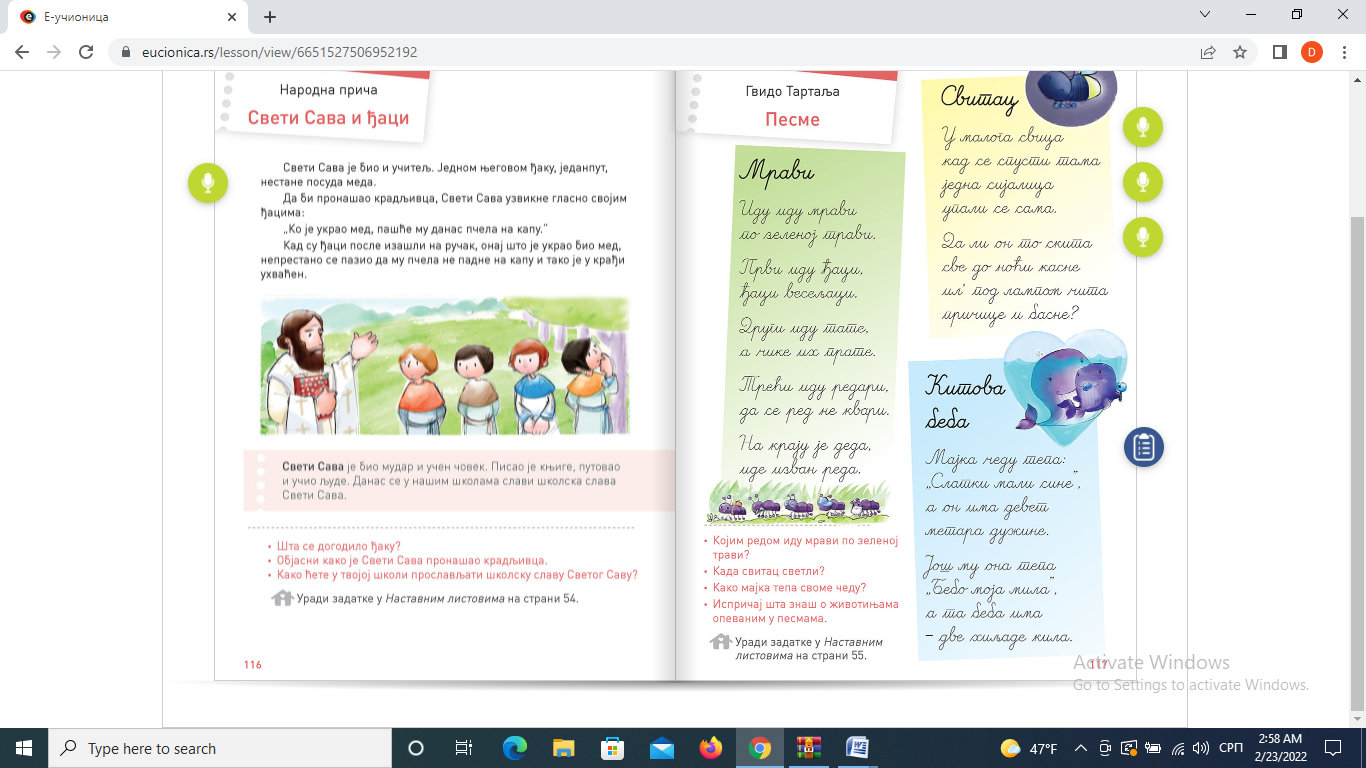 Е-учионица
eucionica.rs/lesson/view/6651527506952192
D
Народна прича
Свети Сава и ђаци
Свети Сава је био и учитељ. Једном његовом ђаку, једанпут,
нестане посуда меда.
Да би пронашао крадљивца, Свети Сава узвикне гласно својим
ђацима:
„Ко је украо мед, пашће му данас пчела на капу.“
Кад су ђаци после изашли на ручак, онај што је украо био мед,
непрестано се пазио да му пчела не падне на капу и тако је у крађи
ухваћен.
Свети Сава је био мудар и учен човек. Писао је књиге, путовао
и учио људе. Данас се у нашим школама слави школска слава
Свети Сава.
• Шта се догодило ђаку?
• Објасни како је Свети Сава пронашао крадљивца.
• Како ћете у твојој школи прослављати школску славу Светог Саву?
Уради задатке у Наставним листовима на страни 54.
116
Гвидо Тартаља
Песме
Мрави
Иду иду мрави
по зеленој трави.
Први иду ђаци,
ђаци весељаци.
Други иду тате,
а чике их прате.
Трећи иду редари,
да се ред не квари.
На крају је деда,
иде изван реда.
• Којим редом иду мрави по зеленој
трави?
• Када свитац светли?
• Како мајка тепа своме чеду?
• Испричај шта знаш о животињама
опеваним у песмама.
Уради задатке у Наставним
листовима на страни 55.
Свитац
У малога свица
кад се спусти тама
једна сијалица
упали се сама.
Да ли он то скита
све до ноћи касне
ил’ под лампом чита
причице и басне?
Китова
беба
Мајка чеду тепа:
„Слатки мали сине“,
а он има девет
метара дужине.
Још му она тепа
„Бебо моја мила“,
а та беба има
– две хиљаде кила.
117
Activate Windows
Go to Settings to activate Windows.
Type here to search
47°F
СРП
2:58 AM
2/23/2022